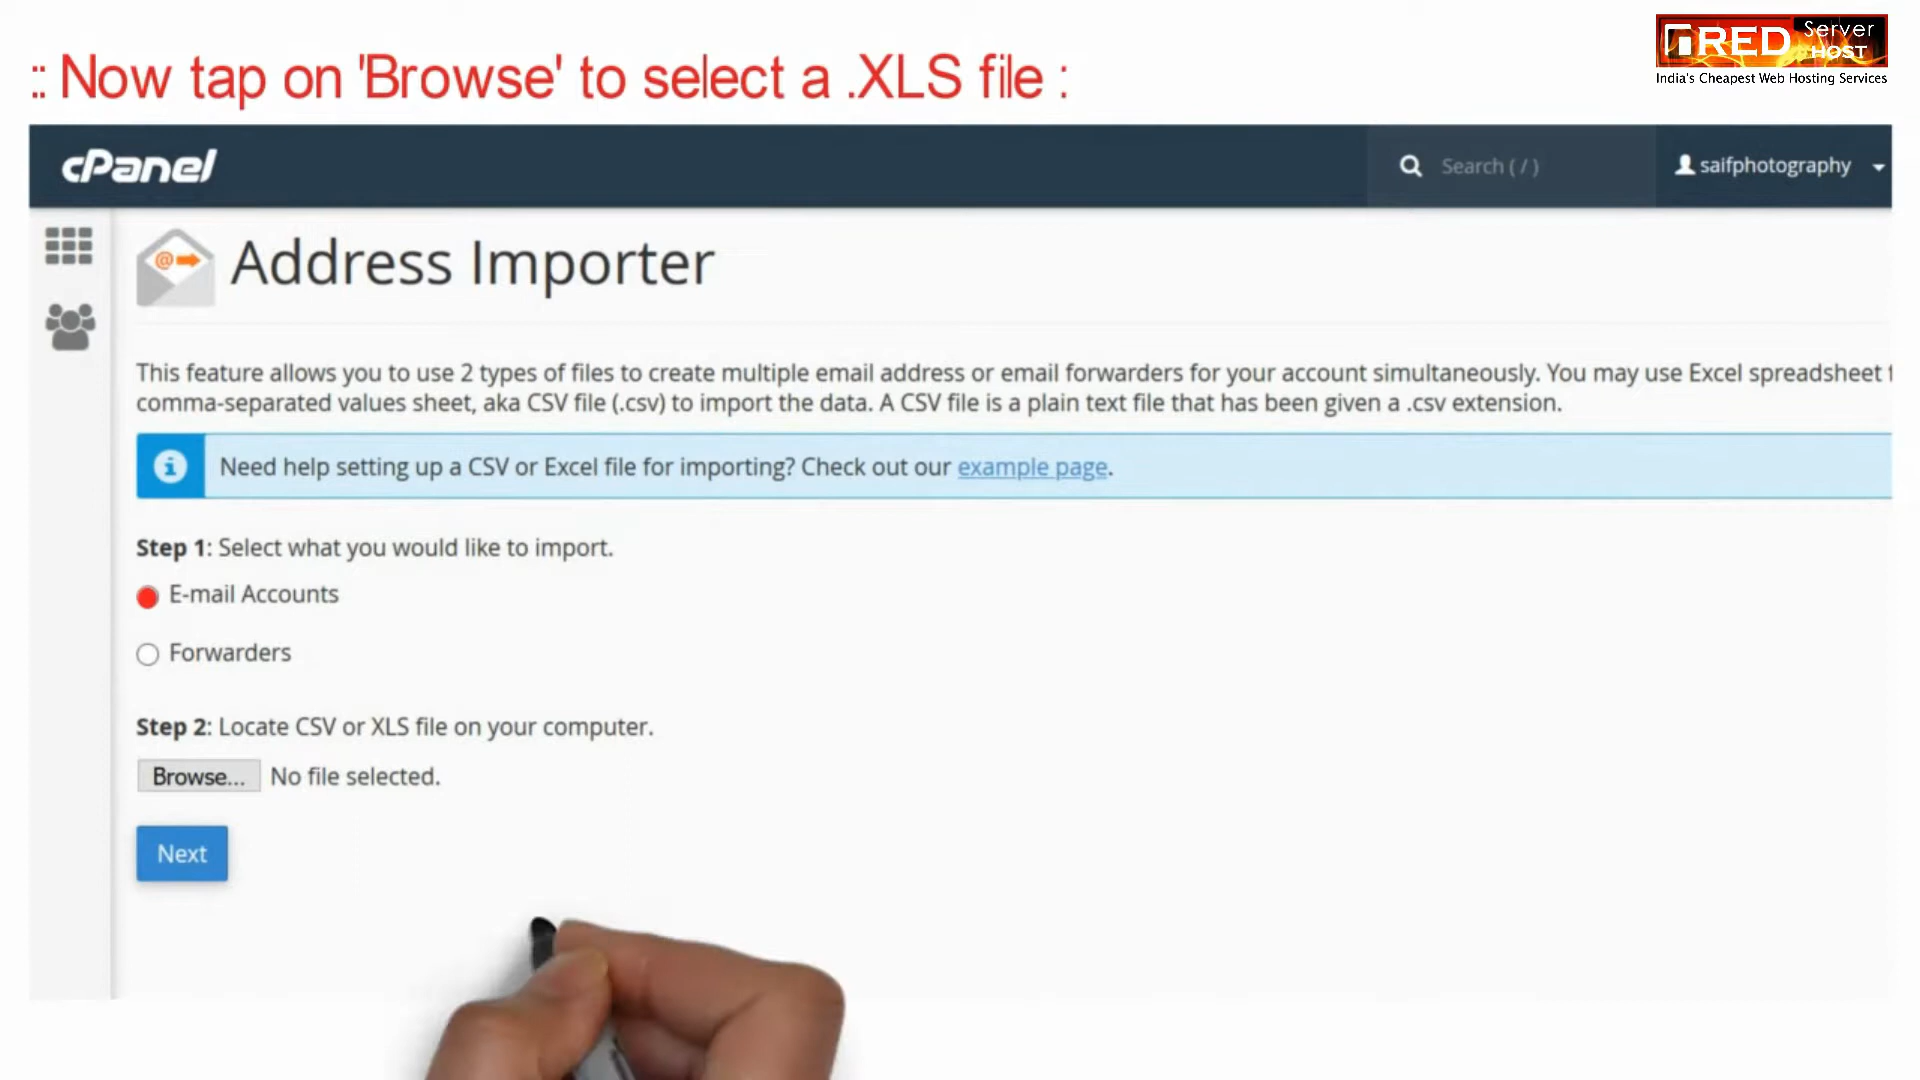 :: Now tap on 'Browse' to select a .XLS file :
RED Server HOST
India's Cheapest Web Hosting Services
cPanel
Search ( / )
saifphotography
@
Address Importer
This feature allows you to use 2 types of files to create multiple email address or email forwarders for your account simultaneously. You may use Excel spreadsheet
comma-separated values sheet, aka CSV file (.csv) to import the data. A CSV file is a plain text file that has been given a .csv extension.
Need help setting up a CSV or Excel file for importing? Check out our example page.
Step 1: Select what you would like to import.
E-mail Accounts
Forwarders
Step 2: Locate CSV or XLS file on your computer.
Browse... No file selected.
Next